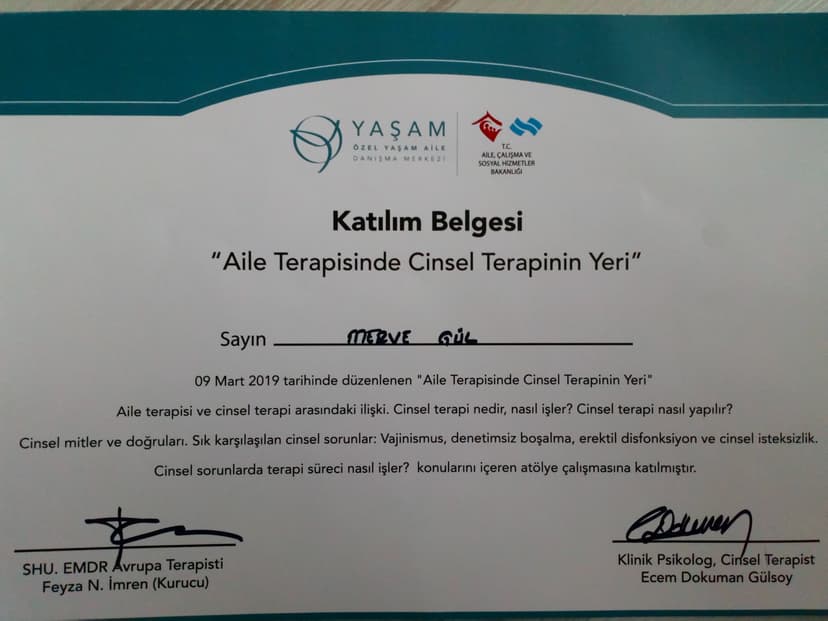 YAŞAM
ÖZEL YAŞAM AİLE
DANIŞMA MERKEZİ
T.C.
AİLE, ÇALIŞMA VE
SOSYAL HİZMETLER
BAKANLIĞI
Katılım Belgesi
“Aile Terapisinde Cinsel Terapinin Yeri”
Sayın MERVE GÜL
09 Mart 2019 tarihinde düzenlenen "Aile Terapisinde Cinsel Terapinin Yeri"
Aile terapisi ve cinsel terapi arasındaki ilişki. Cinsel terapi nedir, nasıl işler? Cinsel terapi nasıl yapılır?
Cinsel mitler ve doğruları. Sık karşılaşılan cinsel sorunlar: Vajinismus, denetimsiz boşalma, erektil disfonksiyon ve cinsel isteksizlik.
Cinsel sorunlarda terapi süreci nasıl işler? konularını içeren atölye çalışmasına katılmıştır.
SHU. EMDR Avrupa Terapisti
Feyza N. İmren (Kurucu)
Klinik Psikolog, Cinsel Terapist
Ecem Dokuman Gülsoy